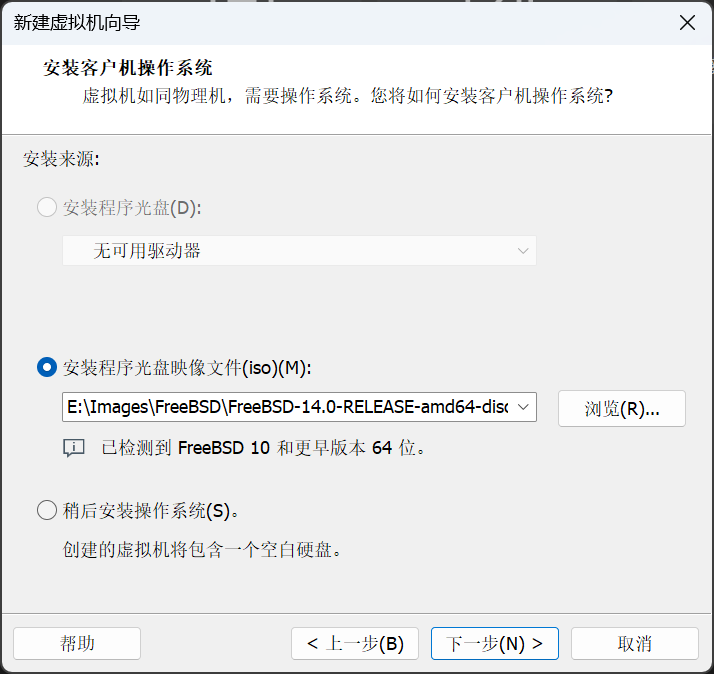 新建虚拟机向导
安装客户机操作系统
虚拟机如同物理机，需要操作系统。您将如何安装客户机操作系统?
安装来源:
安装程序光盘(D):
无可用驱动器
安装程序光盘映像文件(iso)(M):
E:\Images\FreeBSD\FreeBSD-14.0-RELEASE-amd64-disc
浏览(R)...
已检测到 FreeBSD 10 和更早版本 64 位。
稍后安装操作系统(S)。
创建的虚拟机将包含一个空白硬盘。
帮助
< 上一步(B)
下一步(N) >
取消